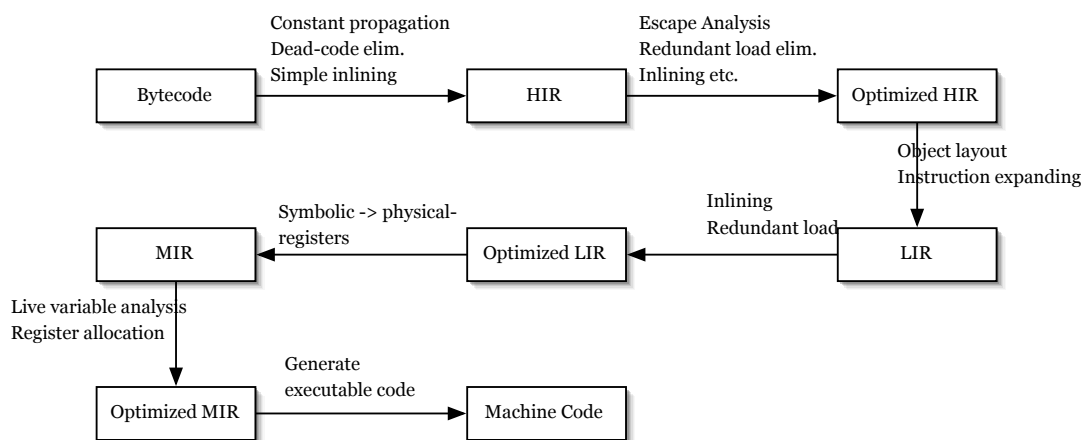 Constant propagation
Dead-code elim.
Simple inlining
Escape Analysis
Redundant load elim.
Inlining etc.
Bytecode
HIR
Optimized HIR
Object layout
Instruction expanding
Inlining
Redundant load
Symbolic -> physical-
registers
MIR
Optimized LIR
LIR
Live variable analysis
Register allocation
Generate
executable code
Optimized MIR
Machine Code